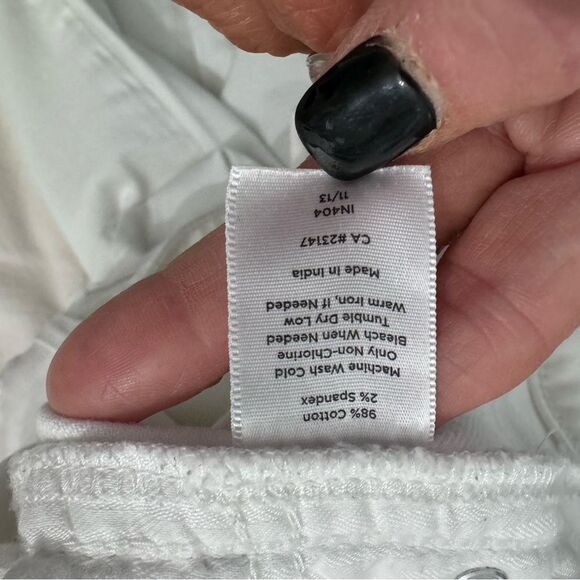 98% Cotton
2% Spandex
Machine Wash Cold
Only Non-Chlorine
Bleach When Needed
Tumble Dry Low
Warm Iron, If Needed
Made in India
CA #23147
IN404
11/13